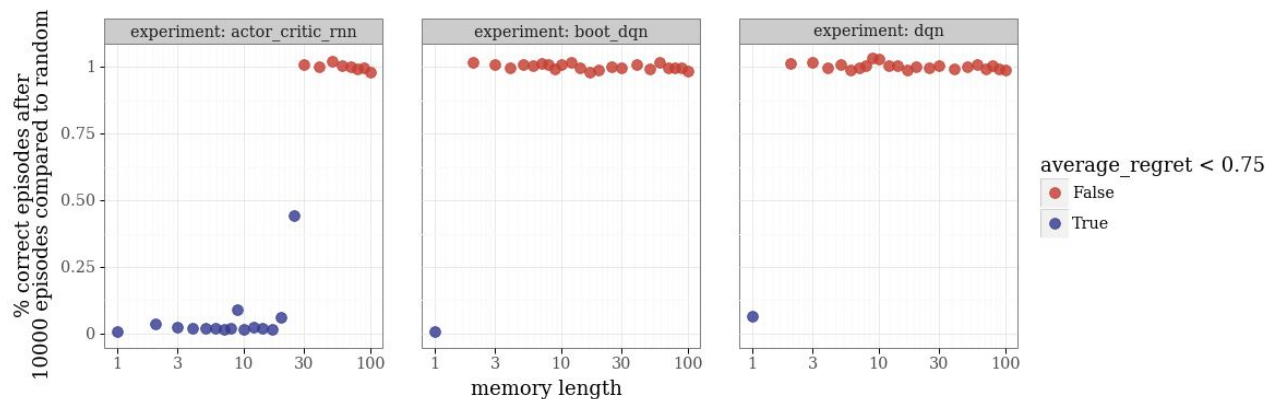 experiment: actor_critic_rnn
experiment: boot_dqn
experiment: dqn
% correct episodes after
10000 episodes compared to random
1
0.75
0.50
0.25
0
1 3 10 30 100
1 3 10 30 100
1 3 10 30 100
memory length
average_regret < 0.75
False
True